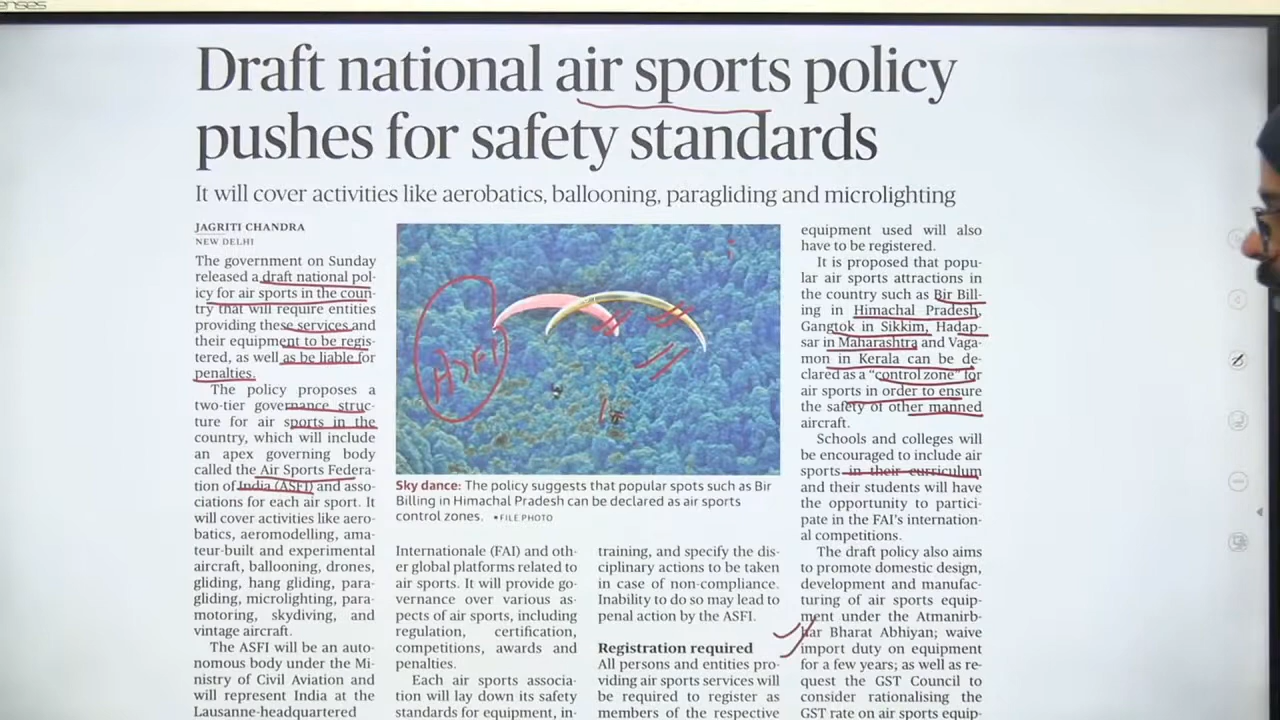 enses
Draft national air sports policy
pushes for safety standards
It will cover activities like aerobatics, ballooning, paragliding and microlighting
JAGRITI CHANDRA
NEW DELHI
The government on Sunday
released a draft national pol-
icy for air sports in the coun-
try that will require entities
providing these services and
their equipment to be regis-
tered, as well as be liable for
penalties.
The policy proposes a
two-tier governance struc-
ture for air sports in the
country, which will include
an apex governing body
called the Air Sports Federa-
tion of India (ASFI) and asso-
ciations for each air sport. It
will cover activities like aero-
batics, aeromodelling, ama-
teur-built and experimental
aircraft, ballooning, drones,
gliding, hang gliding, para-
gliding, microlighting, para-
motoring, skydiving, and
vintage aircraft.
The ASFI will be an auto-
nomous body under the Mi-
nistry of Civil Aviation and
will represent India at the
Lausanne-headquartered
Sky dance: The policy suggests that popular spots such as Bir
Billing in Himachal Pradesh can be declared as air sports
control zones. •FILE PHOTO
Internationale (FAI) and oth-
er global platforms related to
air sports. It will provide go-
vernance over various as-
pects of air sports, including
regulation, certification,
competitions, awards and
penalties.
Each air sports associa-
tion will lay down its safety
standards for equipment, in-
training, and specify the dis-
ciplinary actions to be taken
in case of non-compliance.
Inability to do so may lead to
penal action by the ASFI.
Registration required
All persons and entities pro-
viding air sports services will
be required to register as
members of the respective
equipment used will also
have to be registered.
It is proposed that popu-
lar air sports attractions in
the country such as Bir Bill-
ing in Himachal Pradesh,
Gangtok in Sikkim, Hadap-
sar in Maharashtra and Vaga-
mon in Kerala can be de-
clared as a “control zone” for
air sports in order to ensure
the safety of other manned
aircraft.
Schools and colleges will
be encouraged to include air
sports in their curriculum
and their students will have
the opportunity to partici-
pate in the FAI's internation-
al competitions.
The draft policy also aims
to promote domestic design,
development and manufac-
turing of air sports equip-
ment under the Atmanirb-
har Bharat Abhiyan; waive
import duty on equipment
for a few years; as well as re-
quest the GST Council to
consider rationalising the
GST rate on air sports equip-